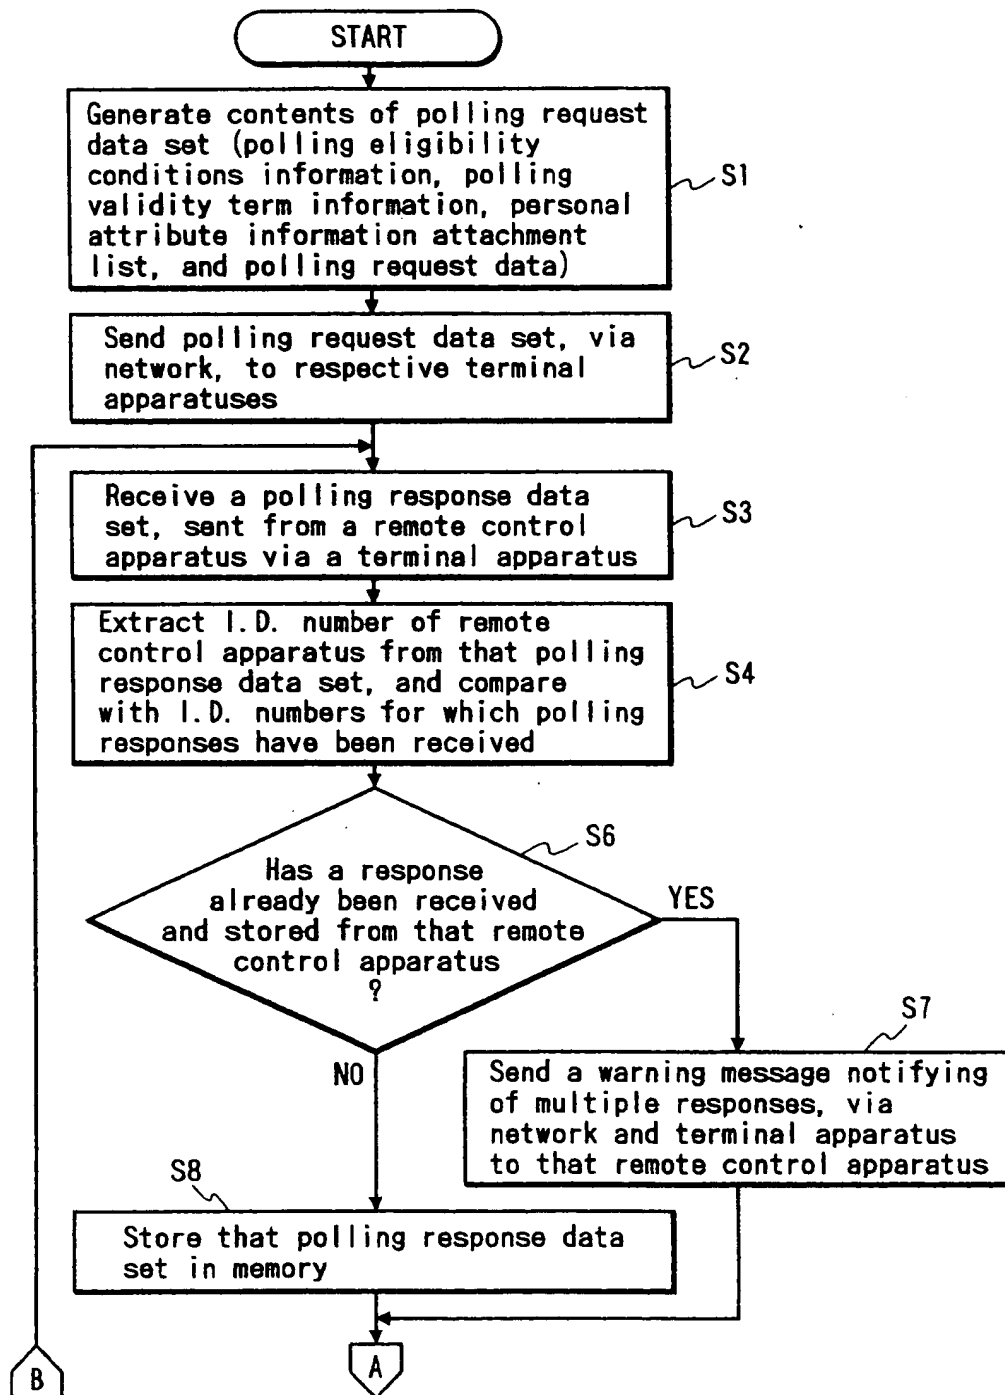 START
Generate contents of polling request
data set (polling eligibility
conditions information, polling
validity term information, personal
attribute information attachment
list, and polling request data)
S1
Send polling request data set, via
network, to respective terminal
apparatuses
S2
Receive a polling response data
set, sent from a remote control
apparatus via a terminal apparatus
S3
Extract I.D. number of remote
control apparatus from that polling
response data set, and compare
with I.D. numbers for which polling
responses have been received
S4
S6
Has a response
already been received
and stored from that remote
control apparatus
?
YES
NO
S7
Send a warning message notifying
of multiple responses, via
network and terminal apparatus
to that remote control apparatus
S8
Store that polling response data
set in memory
A
B